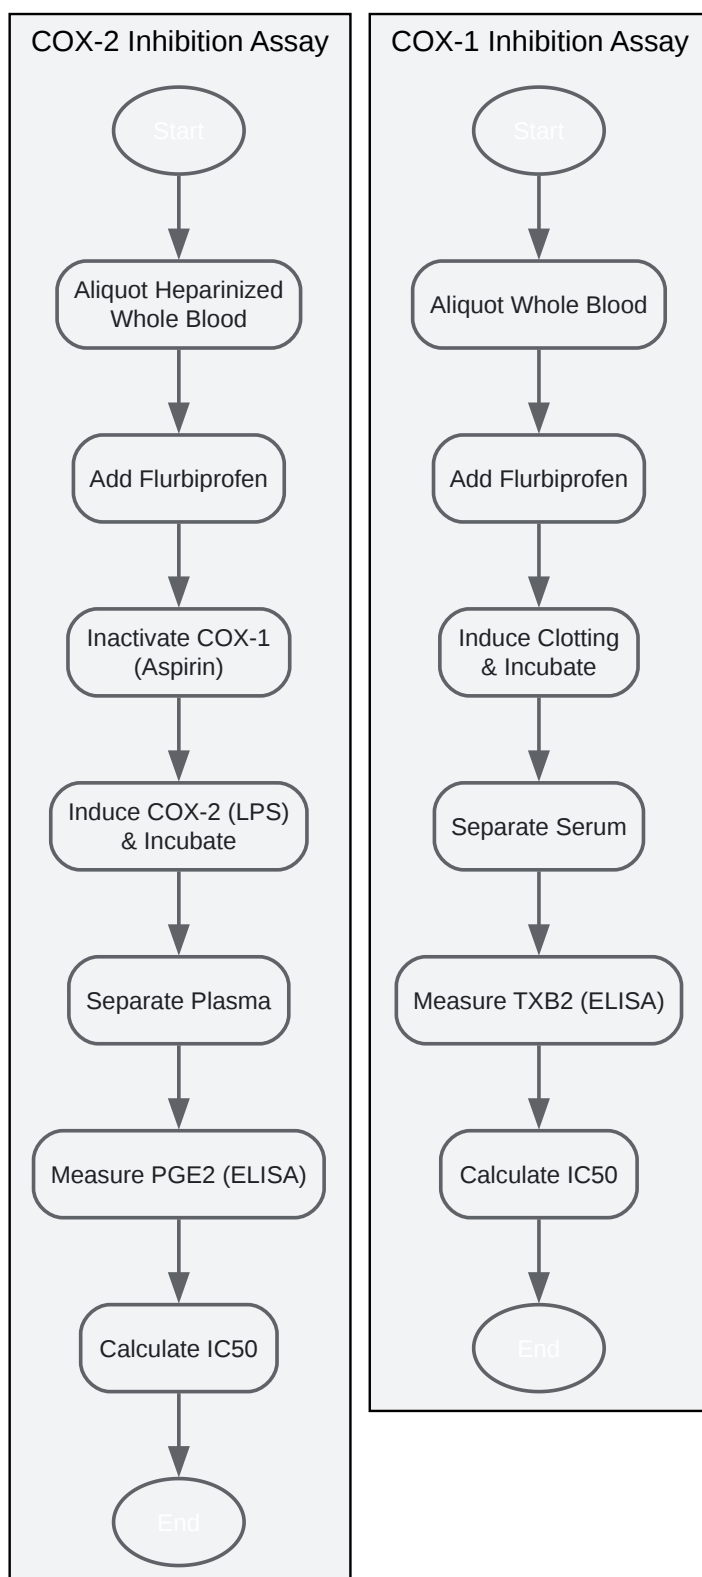 COX-2 Inhibition Assay
Start
Aliquot Heparinized
Whole Blood
Add Flurbiprofen
Inactivate COX-1
(Aspirin)
Induce COX-2 (LPS)
& Incubate
Separate Plasma
Measure PGE2 (ELISA)
Calculate IC50
End
COX-1 Inhibition Assay
Start
Aliquot Whole Blood
Add Flurbiprofen
Induce Clotting
& Incubate
Separate Serum
Measure TXB2 (ELISA)
Calculate IC50
End